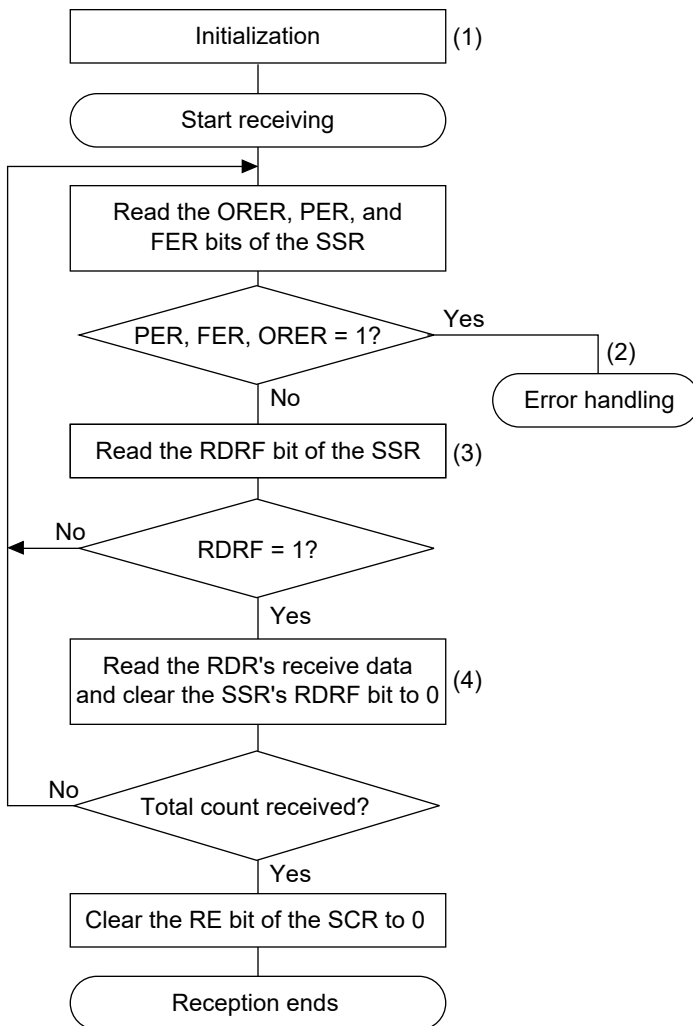 Initialization
(1)
Start receiving
Read the ORER, PER, and
FER bits of the SSR
PER, FER, ORER = 1?
Yes
(2)
Error handling
No
Read the RDRF bit of the SSR
(3)
No
RDRF = 1?
Yes
Read the RDR's receive data
and clear the SSR's RDRF bit to 0
(4)
No
Total count received?
Yes
Clear the RE bit of the SCR to 0
Reception ends